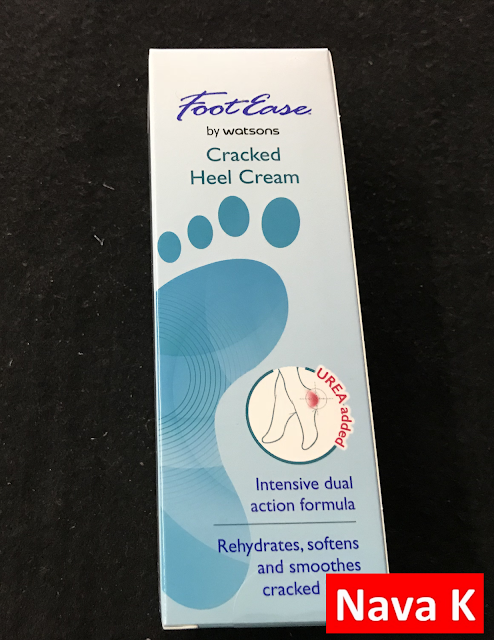 FootEase
by watsons
Cracked
Heel Cream
UREA added
Intensive dual
action formula
Rehydrates, softens
and smoothes
cracked
Nava K